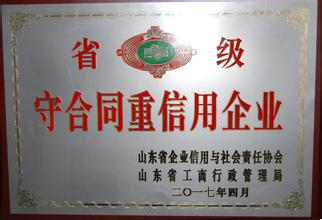 省级
守合同重信用企业
山东省企业信用与社会责任协会
山东省工商行政管理局
二〇一七年四月